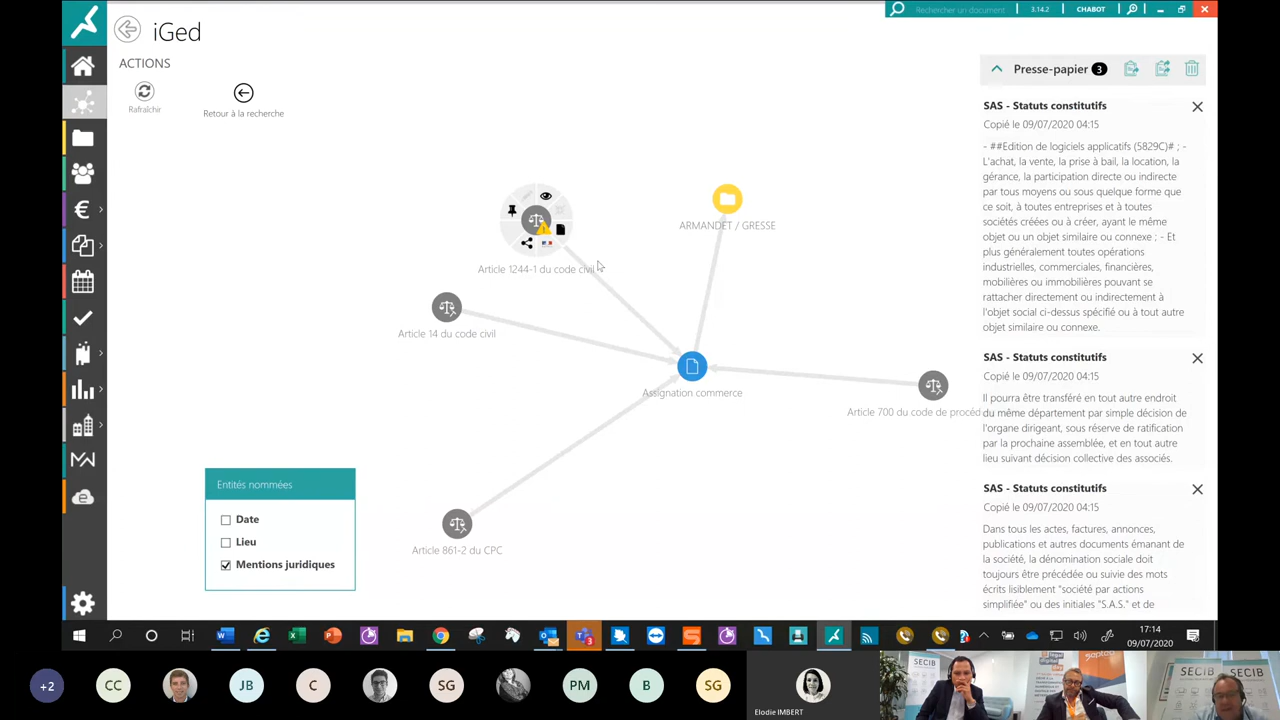 iGed
Rechercher un document
3.14.2
CHABOT
ACTIONS
Rafraîchir
Retour à la recherche
Article 1244-1 du code civil
ARMANDET / GRESSE
Article 14 du code civil
Assignation commerce
Article 700 du code de procéd
Article 861-2 du CPC
Entités nommées
Date
Lieu
Mentions juridiques
Presse-papier 3
SAS - Statuts constitutifs
Copié le 09/07/2020 04:15
- ##Edition de logiciels applicatifs (5829C)# ; -
L'achat, la vente, la prise à bail, la location, la
gérance, la participation directe ou indirecte
par tous moyens ou sous quelque forme que
ce soit, à toutes entreprises et à toutes
sociétés créées ou à créer, ayant le même
objet ou un objet similaire ou connexe ; - Et
plus généralement toutes opérations
industrielles, commerciales, financières,
mobilières ou immobilières pouvant se
rattacher directement ou indirectement à
l'objet social ci-dessus spécifié ou à tout autre
objet similaire ou connexe.
SAS - Statuts constitutifs
Copié le 09/07/2020 04:15
Il pourra être transféré en tout autre endroit
du même département par simple décision de
l'organe dirigeant, sous réserve de ratification
par la prochaine assemblée, et en tout autre
lieu suivant décision collective des associés.
SAS - Statuts constitutifs
Copié le 09/07/2020 04:15
Dans tous les actes, factures, annonces,
publications et autres documents émanant de
la société, la dénomination sociale doit
toujours être précédée ou suivie des mots
écrits lisiblement "société par actions
simplifiée" ou des initiales "S.A.S." et de
17:14
09/07/2020
+2
CC
JB
C
SG
PM
B
SG
Elodie IMBERT
SECIB
septeo
SECIB
SECIB